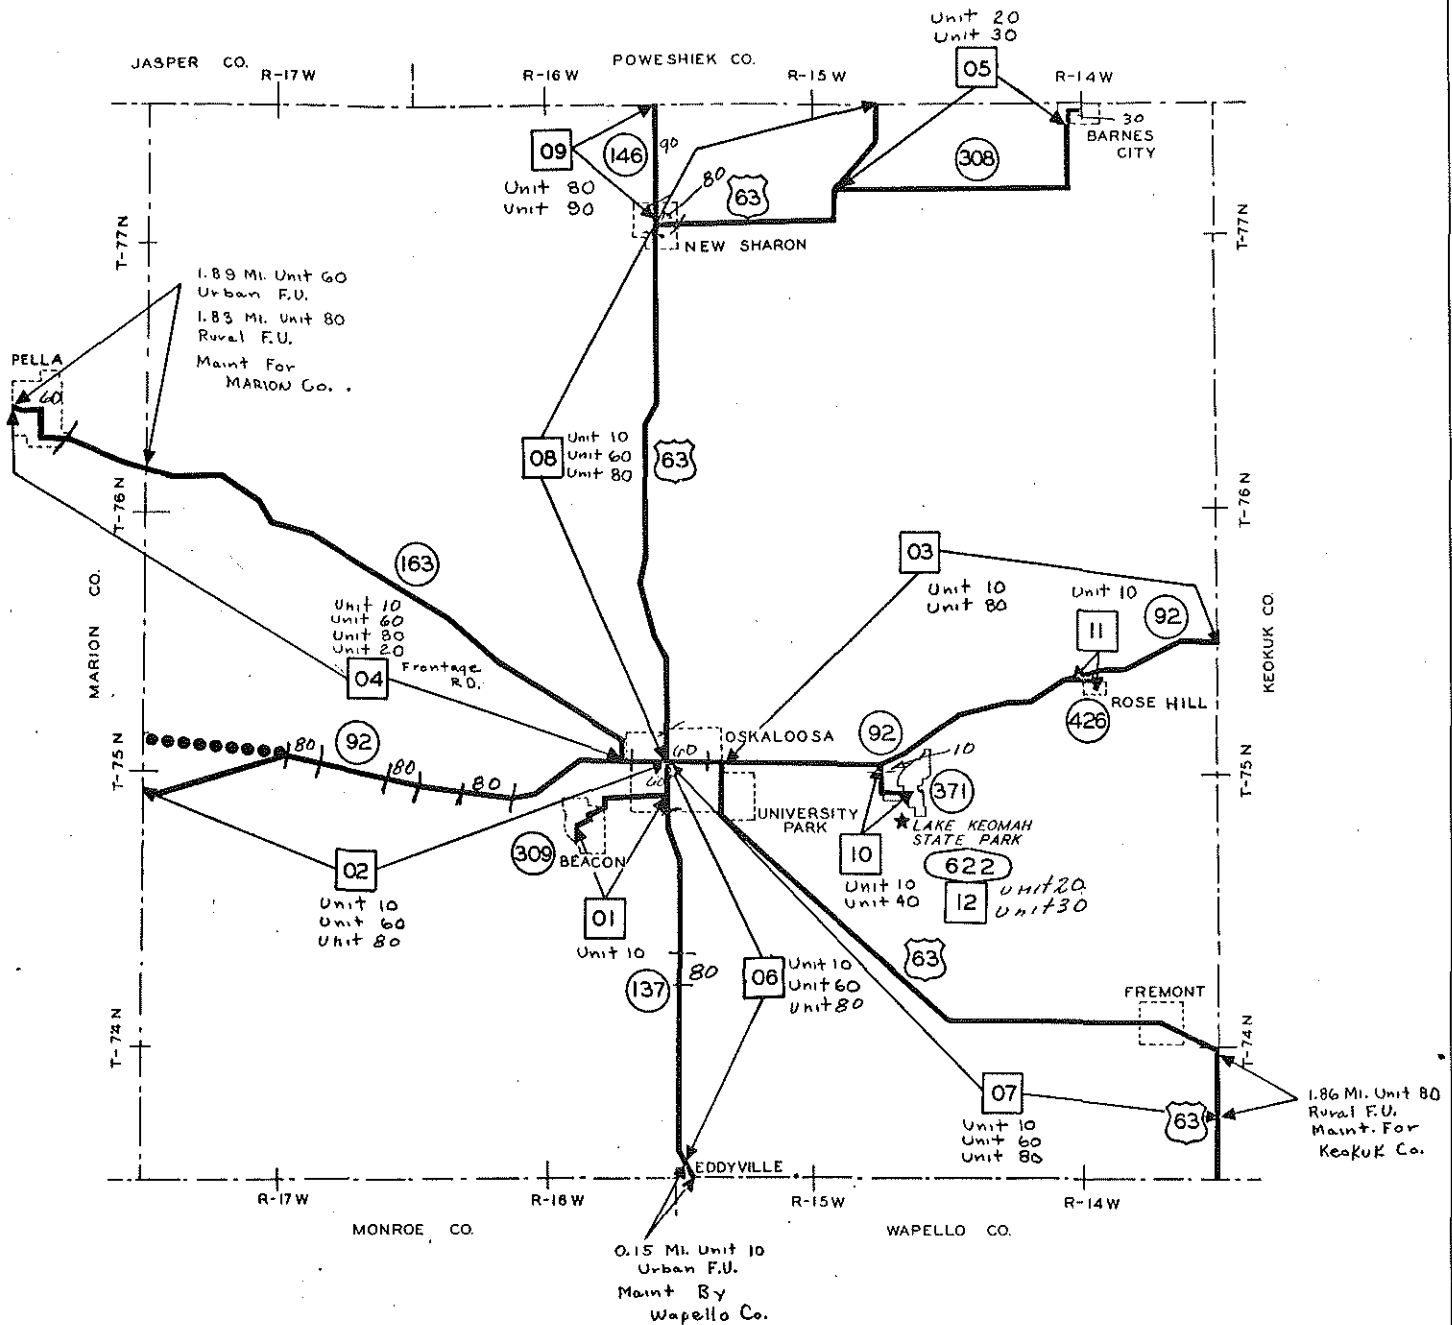 Unit 20
Unit 30
JASPER CO.
POWESHIEK CO.
R-17W
R-16W
R-15W
05
R-14W
30
BARNES
CITY
09
146
90
308
Unit 80
Unit 90
80
63
NEW SHARON
T-77N
T-77N
1.89 Mi. Unit 60
Urban F.U.
1.83 Mi. Unit 80
Rural F.U.
Maint For
MARION Co.
PELLA
60
08
Unit 10
Unit 60
Unit 80
63
T-76N
T-76N
163
03
Unit 10
Unit 80
Unit 10
11
92
MARION CO.
KEOKUK CO.
Unit 10
Unit 60
Unit 80
Unit 20
04
Frontage
RD.
ROSE HILL
426
OSKALOOSA
60
92
10
80
92
80
80
T-75N
T-75N
60
371
UNIVERSITY
PARK
LAKE KEOMAH
STATE PARK
309
BEACON
10
Unit 10
Unit 40
622
12
Unit 20
Unit 30
02
Unit 10
Unit 60
Unit 80
01
Unit 10
63
137
80
06
Unit 10
Unit 60
Unit 80
FREMONT
T-74N
T-74N
07
Unit 10
Unit 60
Unit 80
63
1.86 Mi. Unit 80
Rural F.U.
Maint. For
Keokuk Co.
EDDYVILLE
R-17W
R-16W
R-15W
R-14W
MONROE CO.
WAPELLO CO.
0.15 Mi. Unit 10
Urban F.U.
Maint By
Wapello Co.